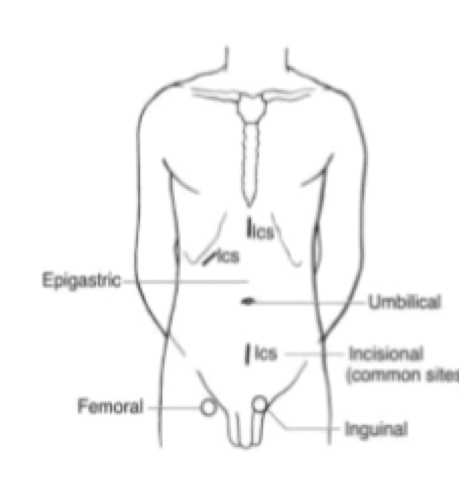 Ics
Ics
Epigastric
Umbilical
Ics
Incisional
(common sites
Femoral
Inguinal